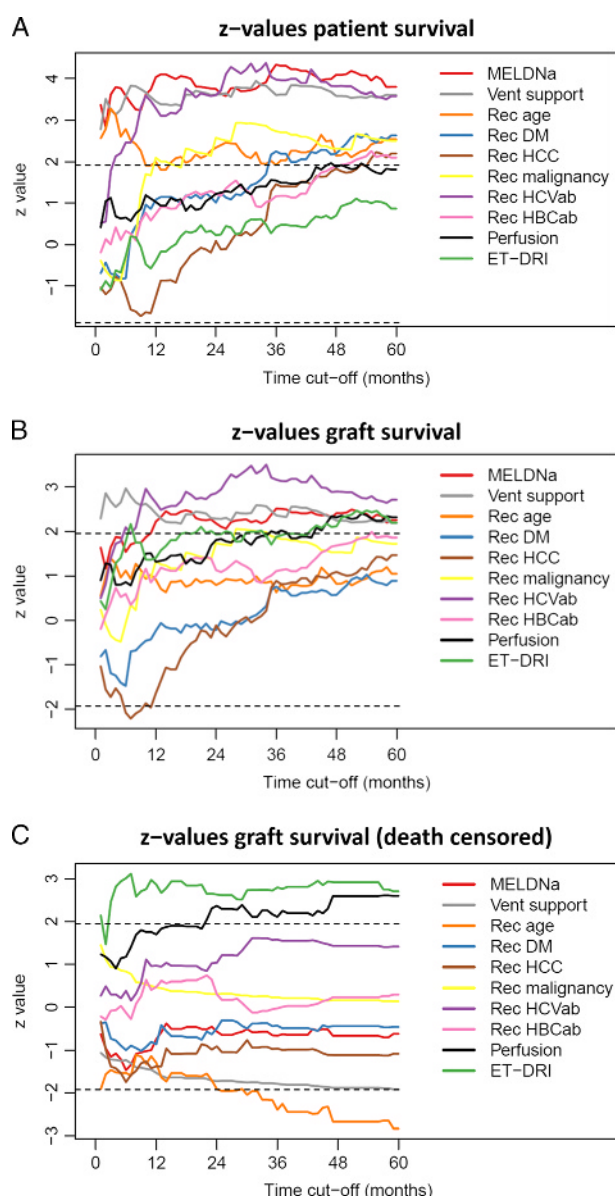 A
z−values patient survival
z value
4
3
2
1
0
−1
0 12 24 36 48 60
Time cut−off (months)
MELDNa
Vent support
Rec age
Rec DM
Rec HCC
Rec malignancy
Rec HCVab
Rec HBCab
Perfusion
ET−DRI
B
z−values graft survival
z value
3
2
1
0
−1
−2
0 12 24 36 48 60
Time cut−off (months)
MELDNa
Vent support
Rec age
Rec DM
Rec HCC
Rec malignancy
Rec HCVab
Rec HBCab
Perfusion
ET−DRI
C
z−values graft survival (death censored)
z value
3
2
1
0
−1
−2
−3
0 12 24 36 48 60
Time cut−off (months)
MELDNa
Vent support
Rec age
Rec DM
Rec HCC
Rec malignancy
Rec HCVab
Rec HBCab
Perfusion
ET−DRI